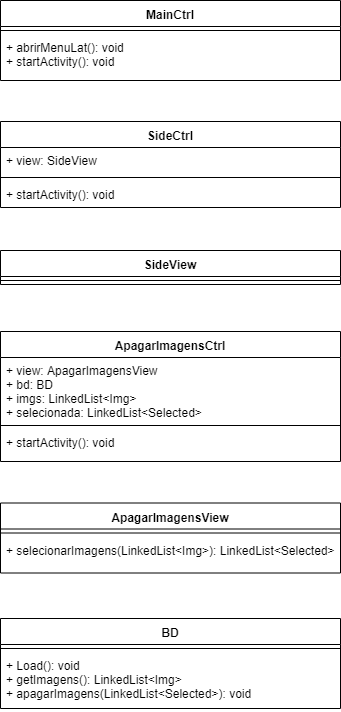 MainCtrl
+ abrirMenuLat(): void
+ startActivity(): void
SideCtrl
+ view: SideView
+ startActivity(): void
SideView
ApagarImagensCtrl
+ view: ApagarImagensView
+ bd: BD
+ imgs: LinkedList<Img>
+ selecionada: LinkedList<Selected>
+ startActivity(): void
ApagarImagensView
+ selecionarImagens(LinkedList<Img>): LinkedList<Selected>
BD
+ Load(): void
+ getImagens(): LinkedList<Img>
+ apagarImagens(LinkedList<Selected>): void